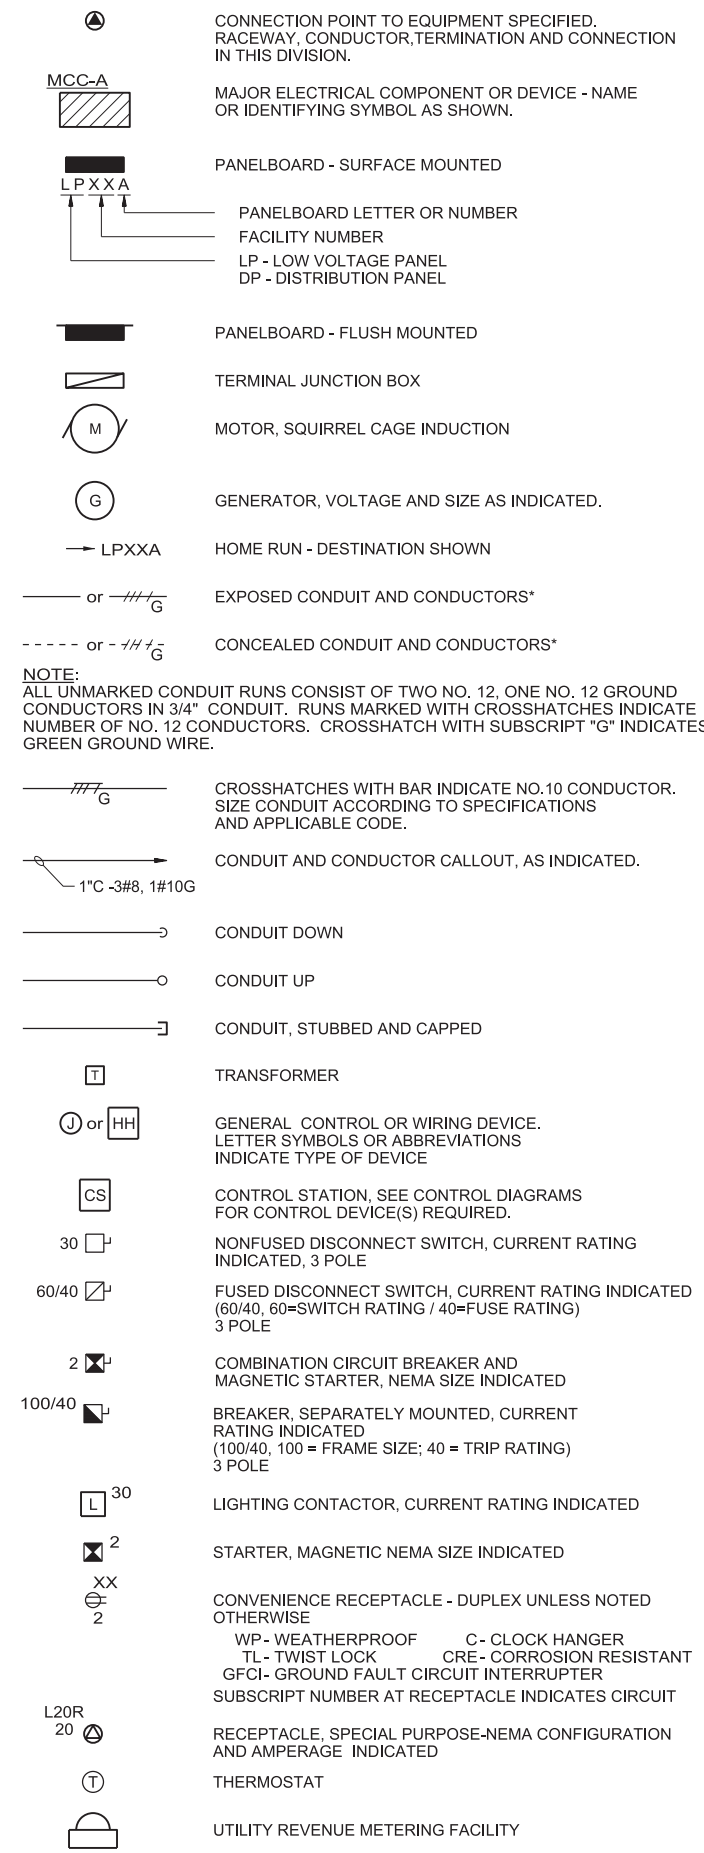 CONNECTION POINT TO EQUIPMENT SPECIFIED.
RACEWAY, CONDUCTOR,TERMINATION AND CONNECTION
IN THIS DIVISION.
MCC-A
MAJOR ELECTRICAL COMPONENT OR DEVICE - NAME
OR IDENTIFYING SYMBOL AS SHOWN.
PANELBOARD - SURFACE MOUNTED
LPXXA
PANELBOARD LETTER OR NUMBER
FACILITY NUMBER
LP - LOW VOLTAGE PANEL
DP - DISTRIBUTION PANEL
PANELBOARD - FLUSH MOUNTED
TERMINAL JUNCTION BOX
M MOTOR, SQUIRREL CAGE INDUCTION
G GENERATOR, VOLTAGE AND SIZE AS INDICATED.
LPXXA HOME RUN - DESTINATION SHOWN
or G EXPOSED CONDUIT AND CONDUCTORS*
or G CONCEALED CONDUIT AND CONDUCTORS*
NOTE:
ALL UNMARKED CONDUIT RUNS CONSIST OF TWO NO. 12, ONE NO. 12 GROUND
CONDUCTORS IN 3/4" CONDUIT. RUNS MARKED WITH CROSSHATCHES INDICATE
NUMBER OF NO. 12 CONDUCTORS. CROSSHATCH WITH SUBSCRIPT "G" INDICATES
GREEN GROUND WIRE.
G CROSSHATCHES WITH BAR INDICATE NO.10 CONDUCTOR.
SIZE CONDUIT ACCORDING TO SPECIFICATIONS
AND APPLICABLE CODE.
CONDUIT AND CONDUCTOR CALLOUT, AS INDICATED.
1"C -3#8, 1#10G
CONDUIT DOWN
CONDUIT UP
CONDUIT, STUBBED AND CAPPED
T TRANSFORMER
J or HH GENERAL CONTROL OR WIRING DEVICE.
LETTER SYMBOLS OR ABBREVIATIONS
INDICATE TYPE OF DEVICE
CS CONTROL STATION, SEE CONTROL DIAGRAMS
FOR CONTROL DEVICE(S) REQUIRED.
30 NONFUSED DISCONNECT SWITCH, CURRENT RATING
INDICATED, 3 POLE
60/40 FUSED DISCONNECT SWITCH, CURRENT RATING INDICATED
(60/40, 60=SWITCH RATING / 40=FUSE RATING)
3 POLE
2 COMBINATION CIRCUIT BREAKER AND
MAGNETIC STARTER, NEMA SIZE INDICATED
100/40 BREAKER, SEPARATELY MOUNTED, CURRENT
RATING INDICATED
(100/40, 100 = FRAME SIZE; 40 = TRIP RATING)
3 POLE
L 30 LIGHTING CONTACTOR, CURRENT RATING INDICATED
2 STARTER, MAGNETIC NEMA SIZE INDICATED
XX
CONVENIENCE RECEPTACLE - DUPLEX UNLESS NOTED
2 OTHERWISE
WP - WEATHERPROOF C - CLOCK HANGER
TL - TWIST LOCK CRE - CORROSION RESISTANT
GFCI - GROUND FAULT CIRCUIT INTERRUPTER
SUBSCRIPT NUMBER AT RECEPTACLE INDICATES CIRCUIT
L20R
20 RECEPTACLE, SPECIAL PURPOSE-NEMA CONFIGURATION
AND AMPERAGE INDICATED
T THERMOSTAT
UTILITY REVENUE METERING FACILITY